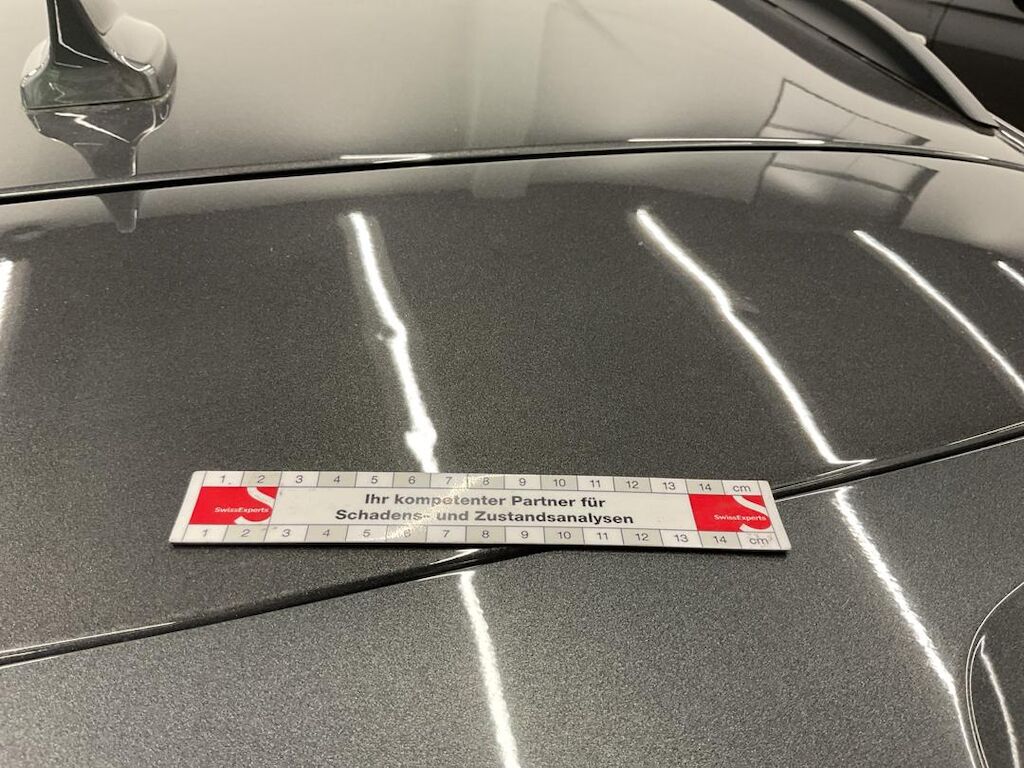 1 2 3 4 5 6 7 8 9 10 11 12 13 14 cm
SwissExperts
Ihr kompetenter Partner für
Schadens- und Zustandsanalysen
SwissExperts
1 2 3 4 5 6 7 8 9 10 11 12 13 14 cm